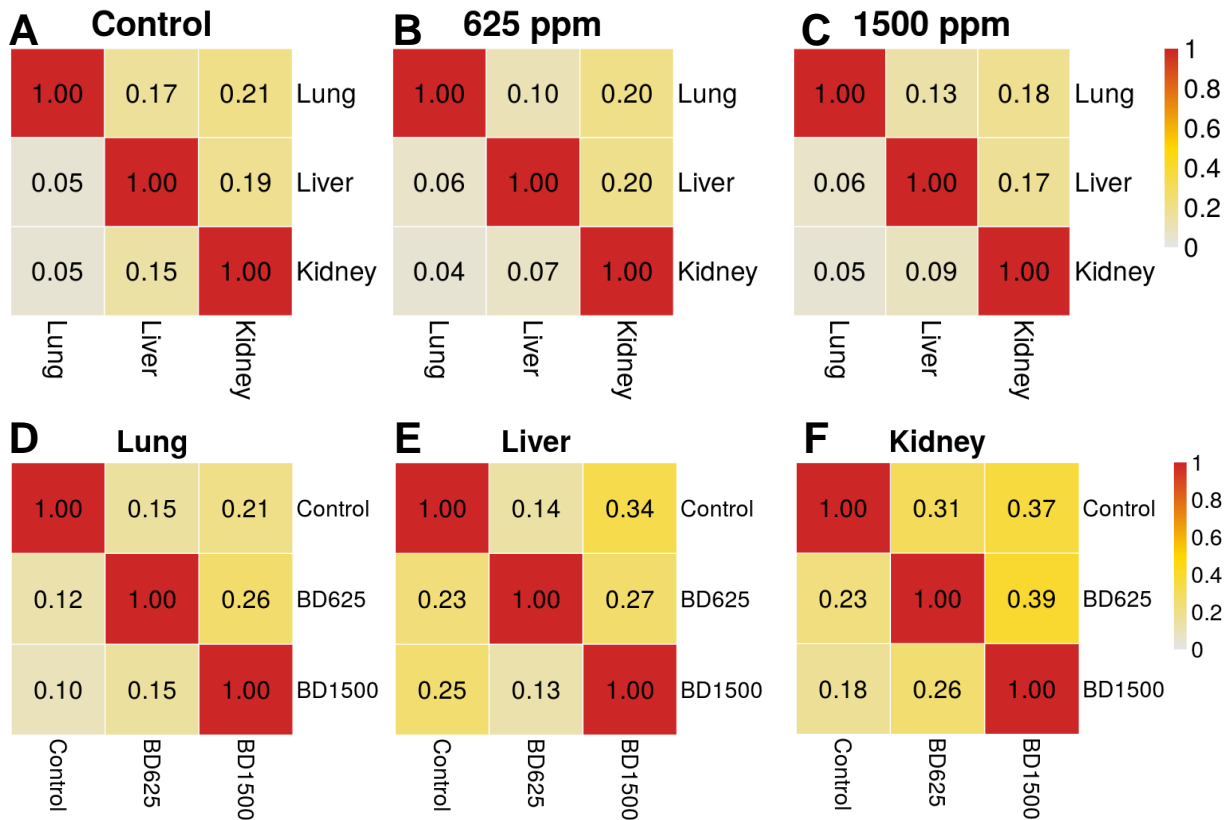 A Control
1.00 0.17 0.21 Lung
0.05 1.00 0.19 Liver
0.05 0.15 1.00 Kidney
Lung Liver Kidney
B 625 ppm
1.00 0.10 0.20 Lung
0.06 1.00 0.20 Liver
0.04 0.07 1.00 Kidney
Lung Liver Kidney
C 1500 ppm
1.00 0.13 0.18 Lung
0.06 1.00 0.17 Liver
0.05 0.09 1.00 Kidney
Lung Liver Kidney
1
0.8
0.6
0.4
0.2
0
D Lung
1.00 0.15 0.21 Control
0.12 1.00 0.26 BD625
0.10 0.15 1.00 BD1500
Control BD625 BD1500
E Liver
1.00 0.14 0.34 Control
0.23 1.00 0.27 BD625
0.25 0.13 1.00 BD1500
Control BD625 BD1500
F Kidney
1.00 0.31 0.37 Control
0.23 1.00 0.39 BD625
0.18 0.26 1.00 BD1500
Control BD625 BD1500
1
0.8
0.6
0.4
0.2
0